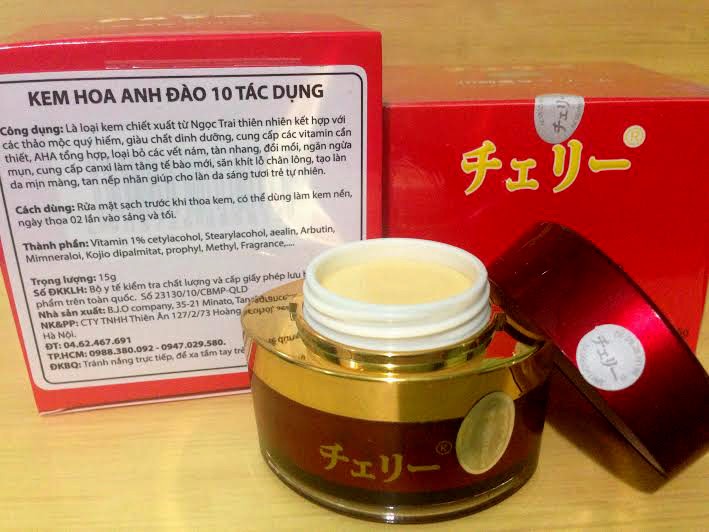 KEM HOA ANH ĐÀO 10 TÁC DỤNG
Công dụng: Là loại kem chiết xuất từ Ngọc Trai thiên nhiên kết hợp với
các thảo mộc quý hiếm, giàu chất dinh dưỡng, cung cấp các vitamin cần
thiết, AHA tổng hợp, loại bỏ các vết nám, tàn nhang, đồi mồi, ngăn ngừa
mụn, cung cấp canxi làm tăng tế bào mới, săn khít lỗ chân lông, tạo làn
da mịn màng, tan nếp nhăn giúp cho làn da sáng tươi trẻ tự nhiên.
Cách dùng: Rửa mặt sạch trước khi thoa kem, có thể dùng làm kem nền,
ngày thoa 02 lần vào sáng và tối.
Thành phần: Vitamin 1% cetylacohol, Stearylacohol, aealin, Arbutin,
Mirnneraloi, Kojio dipalmitat, prophyl, Methyl, Fragrance,....
Trọng lượng: 15g
Số ĐKKLH: Bộ y tế kiểm tra chất lượng và cấp giấy phép lưu
phẩm trên toàn quốc. Số 23130/10/CBMP-QLD
Nhà sản xuất: B.J.O company, 35-21 Minato,
NK&PP: CTY TNHH Thiên Ân 127/2/73 Hoàng
Hà Nội.
ĐT: 04.62.467.691
TP.HCM: 0988.380.092 - 0947.029.580.
ĐKBQ: Tránh nắng trực tiếp, để xa tầm tay
チェリー
チェリー®
チェリー®
チェリー®